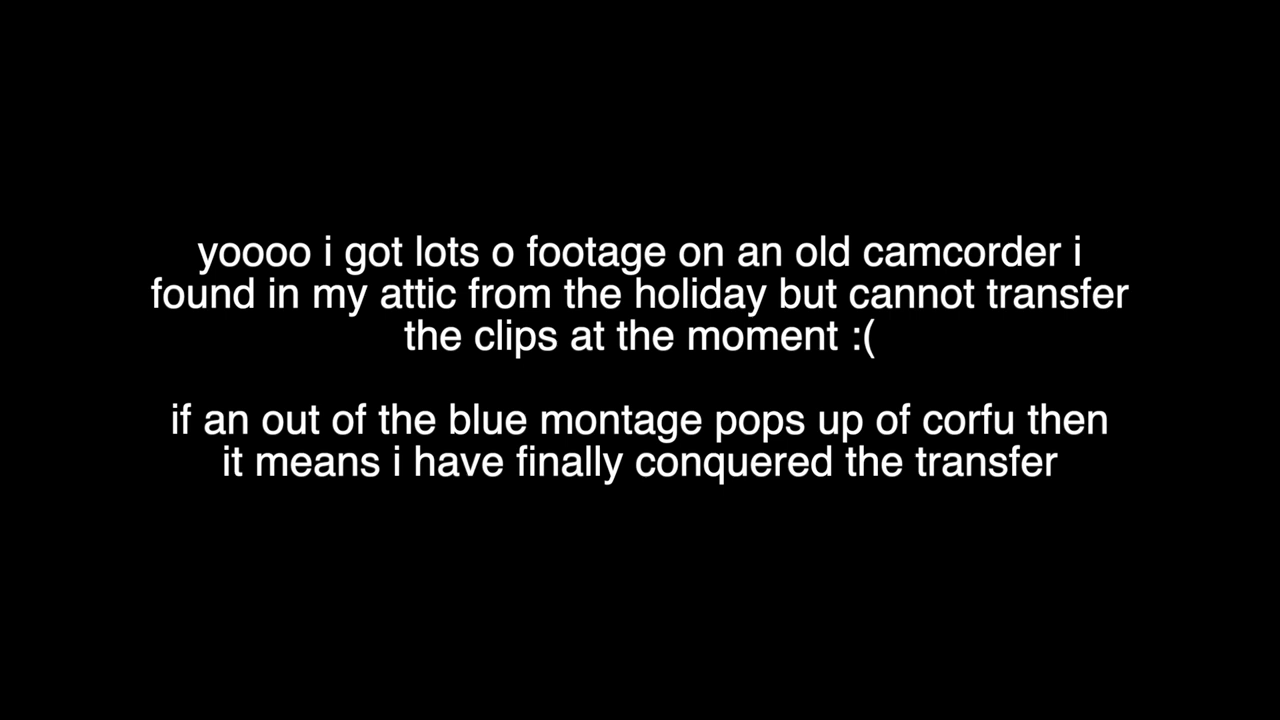 yoooo i got lots o footage on an old camcorder i
found in my attic from the holiday but cannot transfer
the clips at the moment :(
if an out of the blue montage pops up of corfu then
it means i have finally conquered the transfer